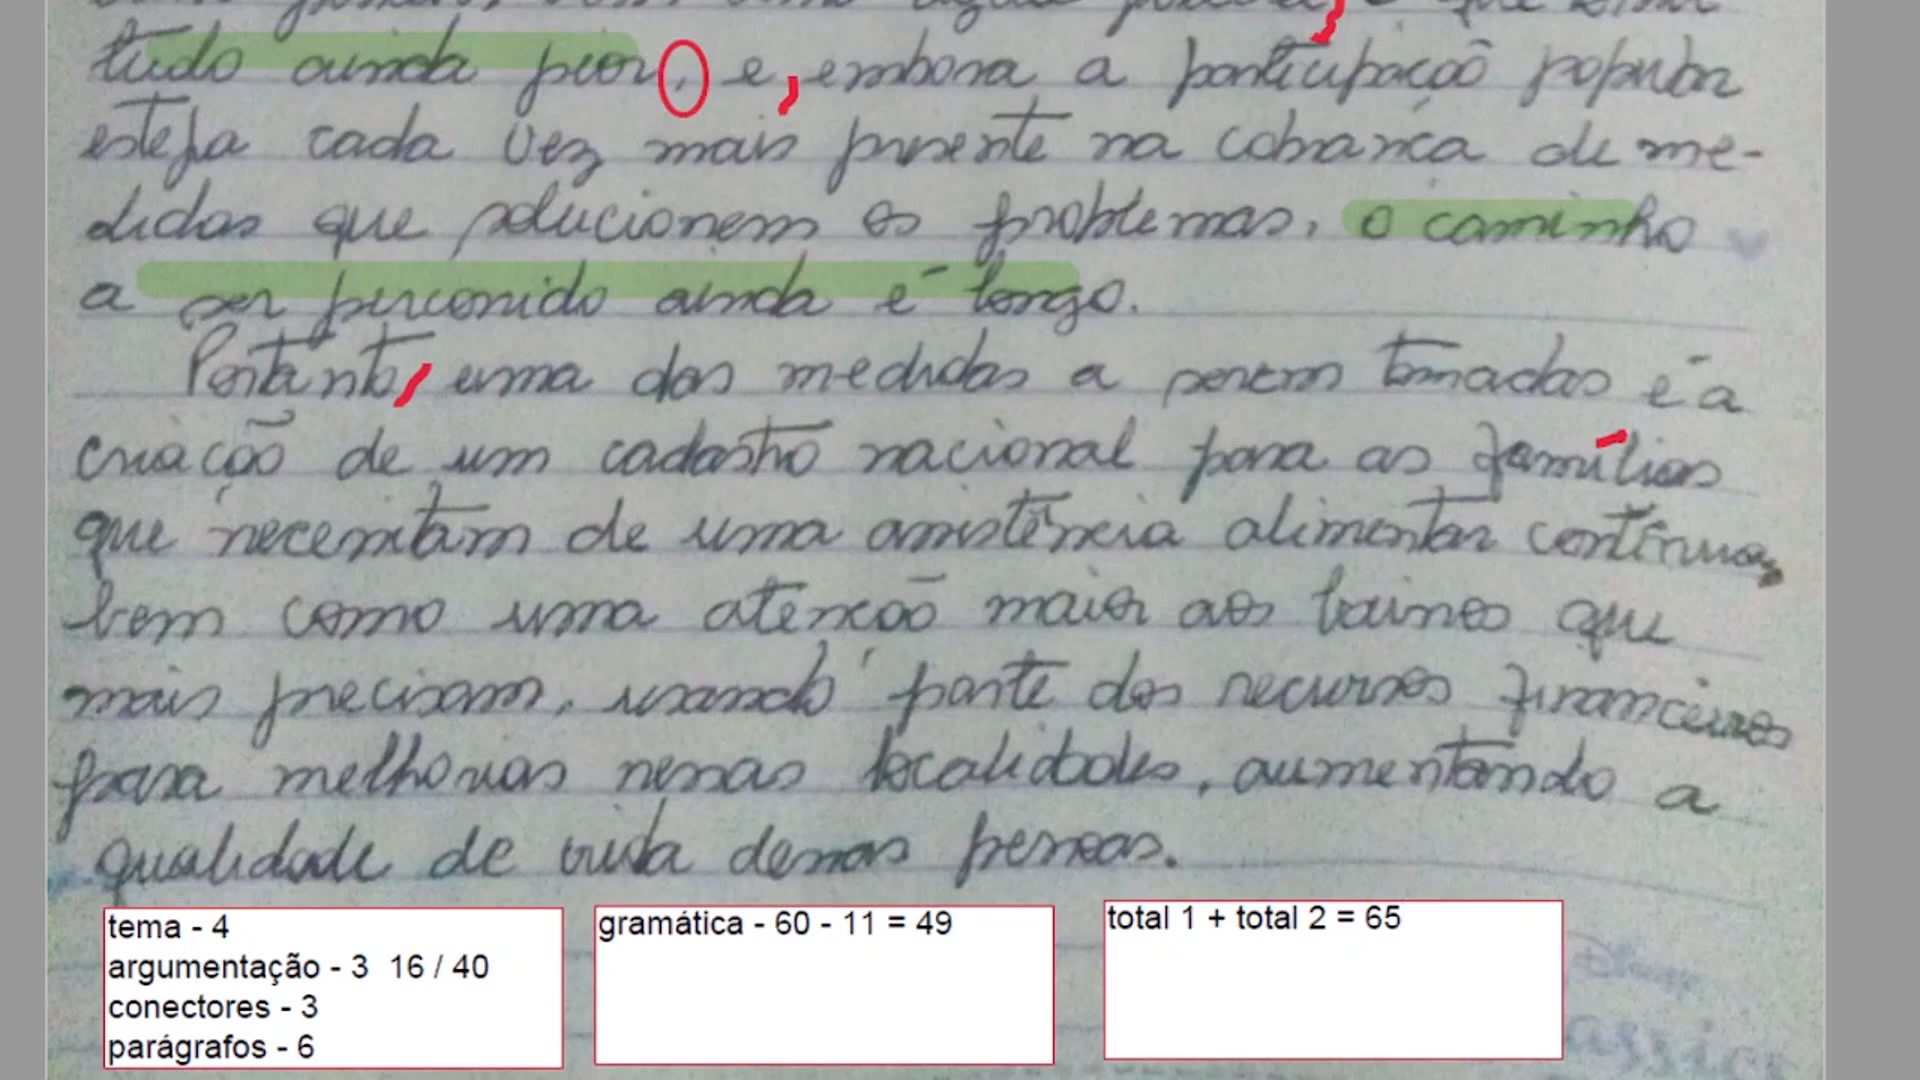 tudo ainda pior, e, embora a participação popular
esteja cada vez mais presente na cobrança de me-
didas que solucionem os problemas, o caminho
a ser percorrido ainda é longo.
Portanto, uma das medidas a serem tomadas é a
criação de um cadastro nacional para as famílias
que necessitam de uma assistência alimentar contínua,
bem como uma atenção maior aos bairros que
mais precisam, usando parte dos recursos financeiros
para melhorias nessas localidades, aumentando a
qualidade de vida dessas pessoas.
tema - 4
argumentação - 3 16 / 40
conectores - 3
parágrafos - 6
gramática - 60 - 11 = 49
total 1 + total 2 = 65
Disney
assic